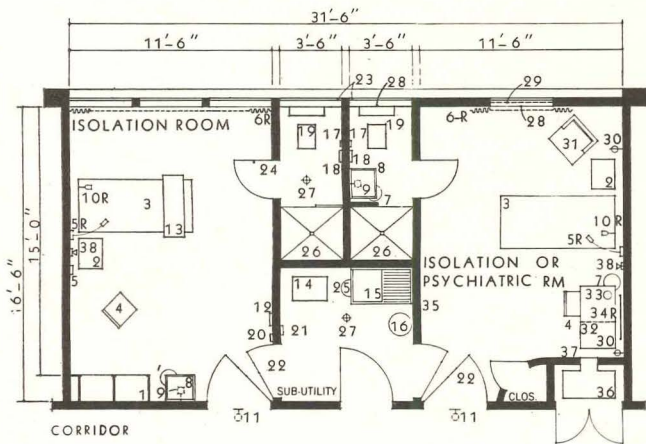 31'-6"
11'-6" 3'-6" 3'-6" 11'-6"
23 28 29
ISOLATION ROOM 6R 19 17 17 19 6-R 28 30
31
18 18 8
24 27 9 7 2
10R 3 13 3 10R
5R 5R
38 2 26 26 ISOLATION OR 38
5 PSYCHIATRIC RM 7
16'-6" 15'-0"
4 14 25 15 35 4 33
12 34R
20 21 27 16 32
22 37 30
1 9 8 SUB-UTILITY 22 CLOS. 36
11 11
CORRIDOR